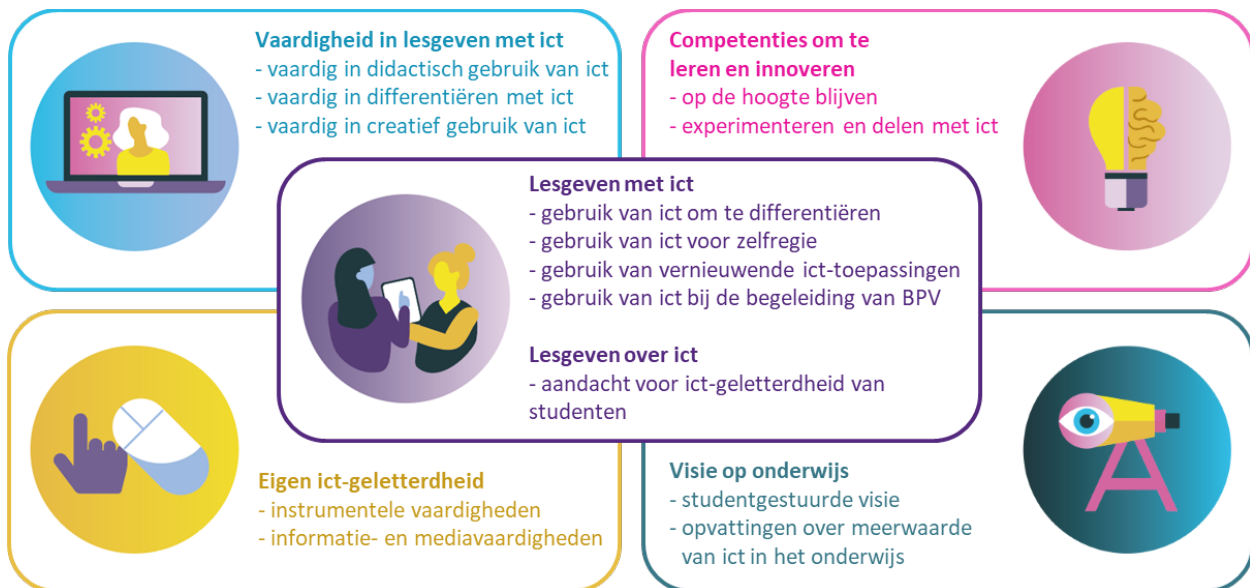 Vaardigheid in lesgeven met ict
- vaardig in didactisch gebruik van ict
- vaardig in differentiëren met ict
- vaardig in creatief gebruik van ict
Competenties om te
leren en innoveren
- op de hoogte blijven
- experimenteren en delen met ict
Lesgeven met ict
- gebruik van ict om te differentiëren
- gebruik van ict voor zelfregie
- gebruik van vernieuwende ict-toepassingen
- gebruik van ict bij de begeleiding van BPV
Lesgeven over ict
- aandacht voor ict-geletterdheid van
studenten
Eigen ict-geletterdheid
- instrumentele vaardigheden
- informatie- en mediavaardigheden
Visie op onderwijs
- studentgestuurde visie
- opvattingen over meerwaarde
van ict in het onderwijs